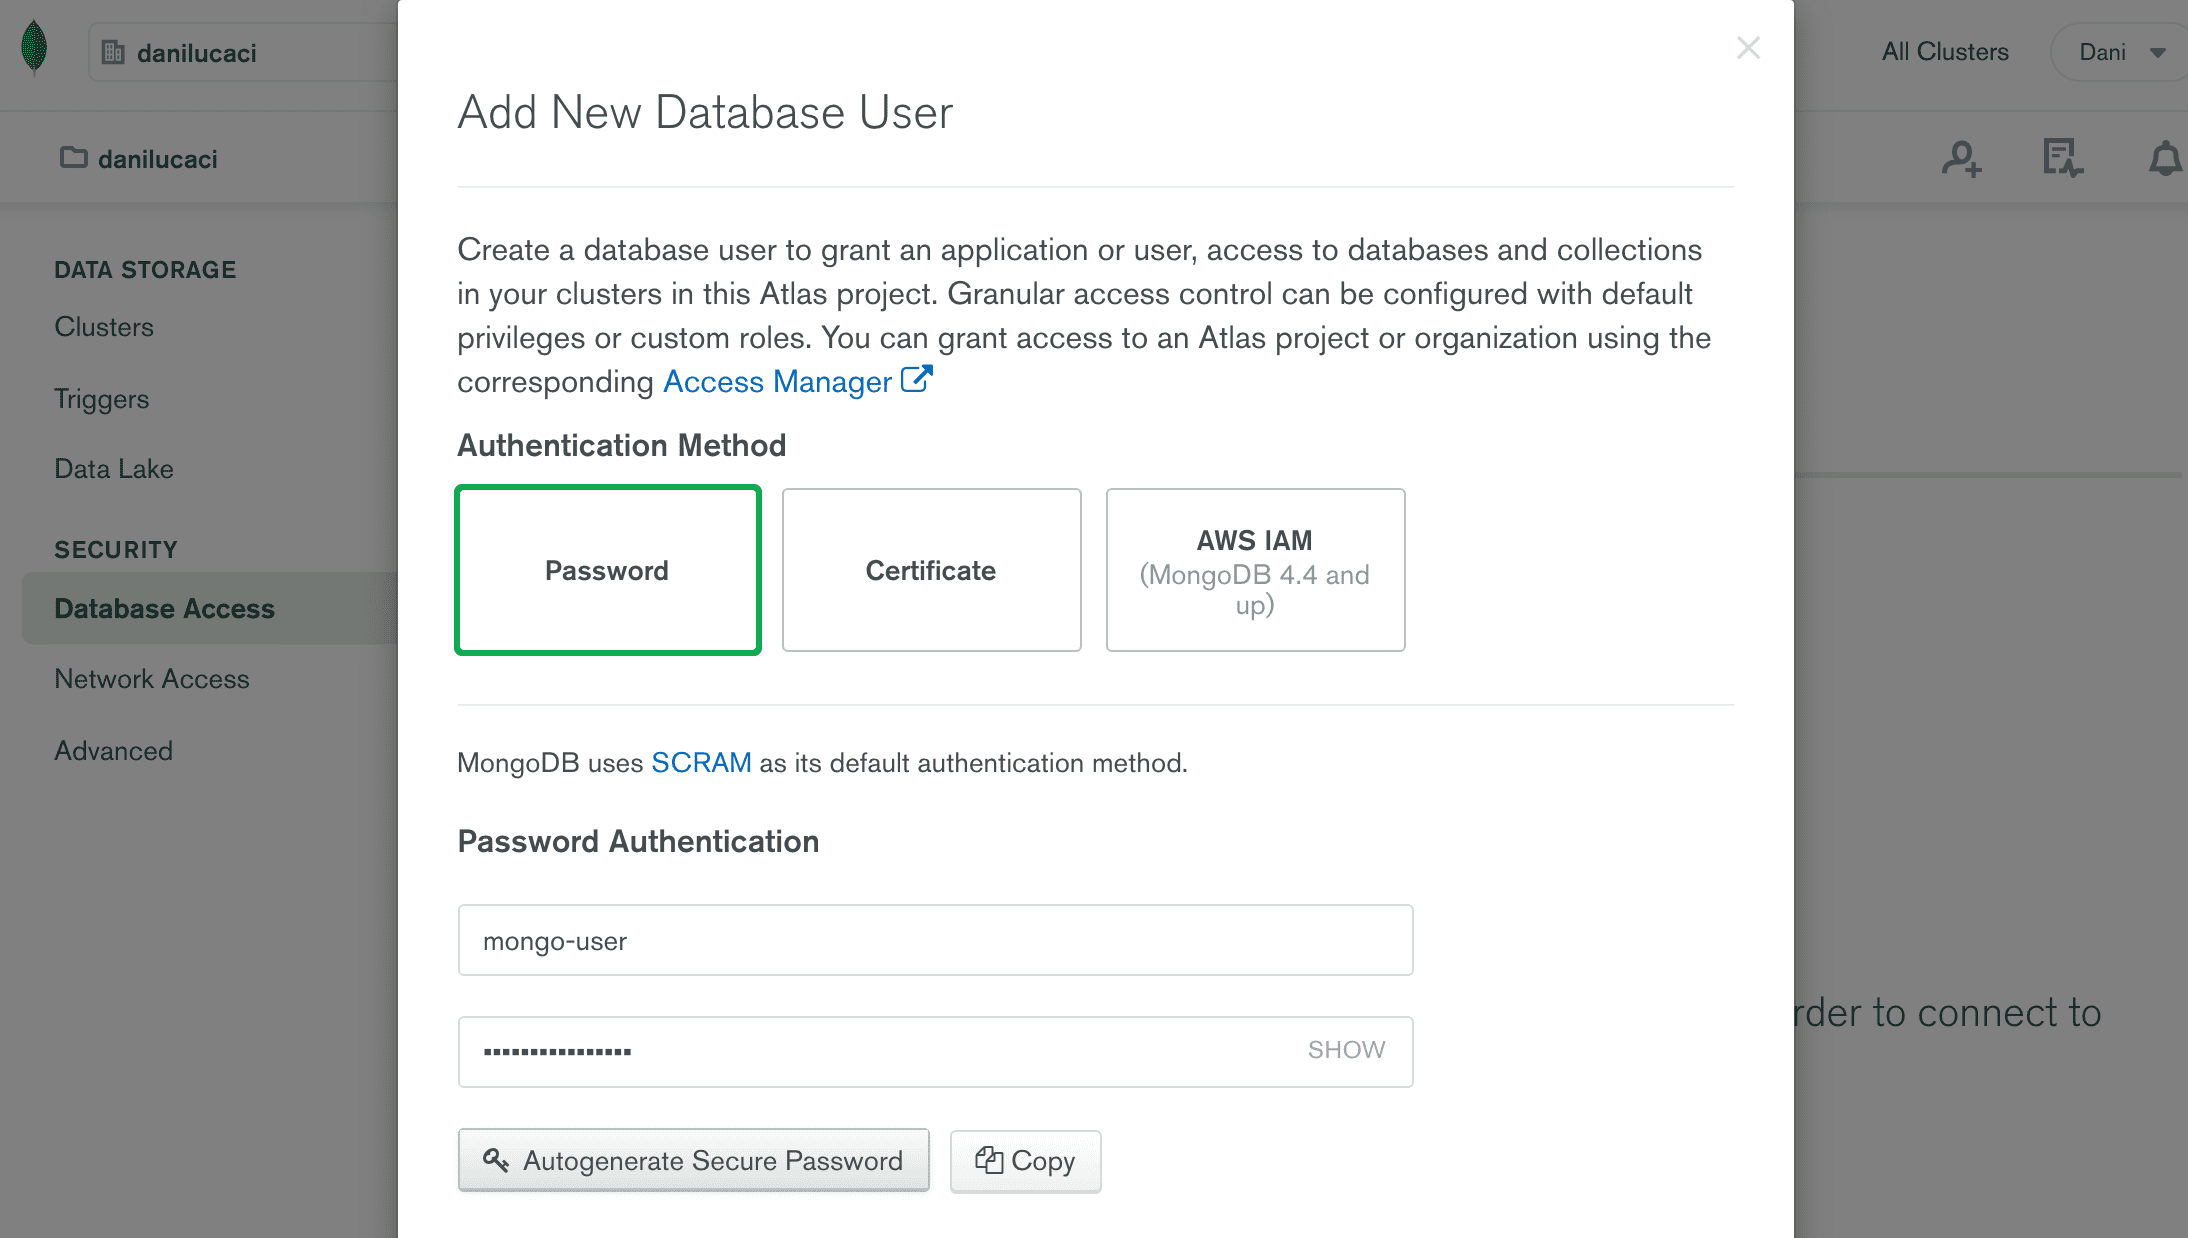 danilucaci
All Clusters
Dani
danilucaci
DATA STORAGE
Clusters
Triggers
Data Lake
SECURITY
Database Access
Network Access
Advanced
Add New Database User
Create a database user to grant an application or user, access to databases and collections
in your clusters in this Atlas project. Granular access control can be configured with default
privileges or custom roles. You can grant access to an Atlas project or organization using the
corresponding Access Manager
Authentication Method
Password
Certificate
AWS IAM
(MongoDB 4.4 and
up)
MongoDB uses SCRAM as its default authentication method.
Password Authentication
mongo-user
SHOW
Autogenerate Secure Password
Copy
rder to connect to